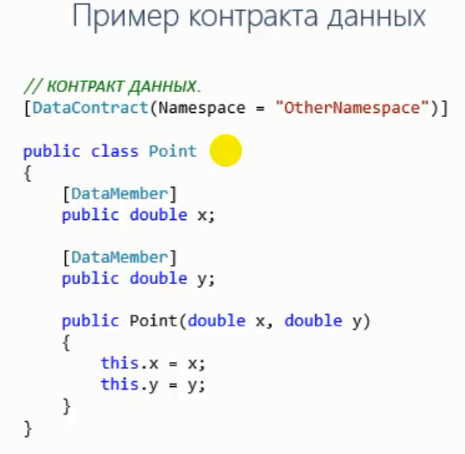 Пример контракта данных
// КОНТРАКТ ДАННЫХ.
[DataContract(Namespace = "OtherNamespace")]
public class Point
{
[DataMember]
public double x;
[DataMember]
public double y;
public Point(double x, double y)
{
this.x = x;
this.y = y;
}
}